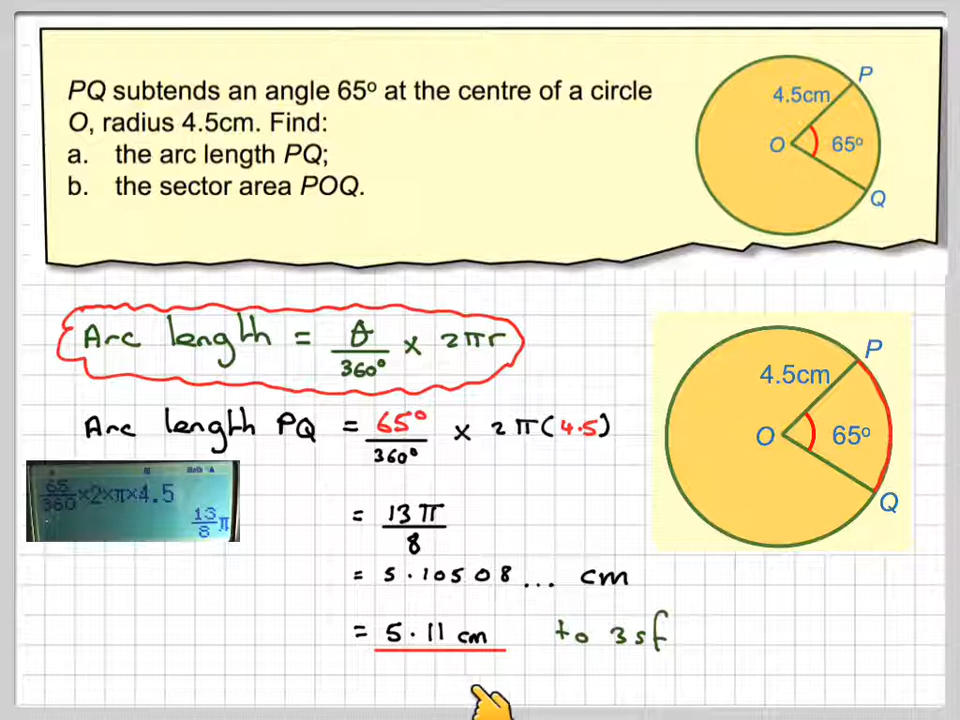 PQ subtends an angle 65° at the centre of a circle
O, radius 4.5cm. Find:
a. the arc length PQ;
b. the sector area POQ.
P
4.5cm
O
65°
Q
Arc length = θ/360° × 2πr
Arc length PQ = 65°/360° × 2π(4.5)
65/360×2×π×4.5
13/8π
= 13π/8
= 5.10508... cm
= 5.11 cm to 3sf
P
4.5cm
O
65°
Q